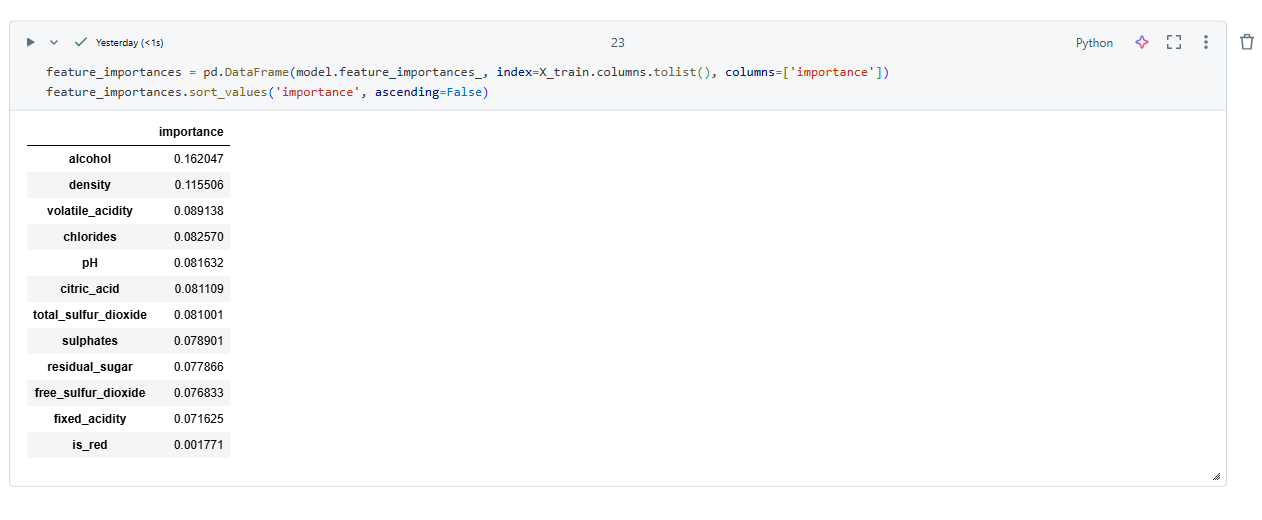 Yesterday (<1s) 23 Python
feature_importances = pd.DataFrame(model.feature_importances_, index=X_train.columns.tolist(), columns=['importance'])
feature_importances.sort_values('importance', ascending=False)
importance
alcohol 0.162047
density 0.115506
volatile_acidity 0.089138
chlorides 0.082570
pH 0.081632
citric_acid 0.081109
total_sulfur_dioxide 0.081001
sulphates 0.078901
residual_sugar 0.077866
free_sulfur_dioxide 0.076833
fixed_acidity 0.071625
is_red 0.001771